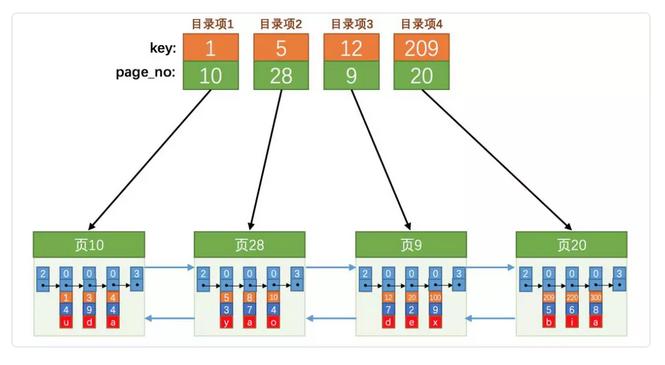 目录项1 目录项2 目录项3 目录项4
key: 1 5 12 209
page_no: 10 28 9 20
页10 页28 页9 页20
2 0 0 0 3 2 0 0 0 3 2 0 0 0 3 2 0 0 0 3
1 3 4 5 8 10 12 20 100 209 220 300
4 9 4 3 7 4 7 2 9 5 6 8
u d a y a o d e x b i a